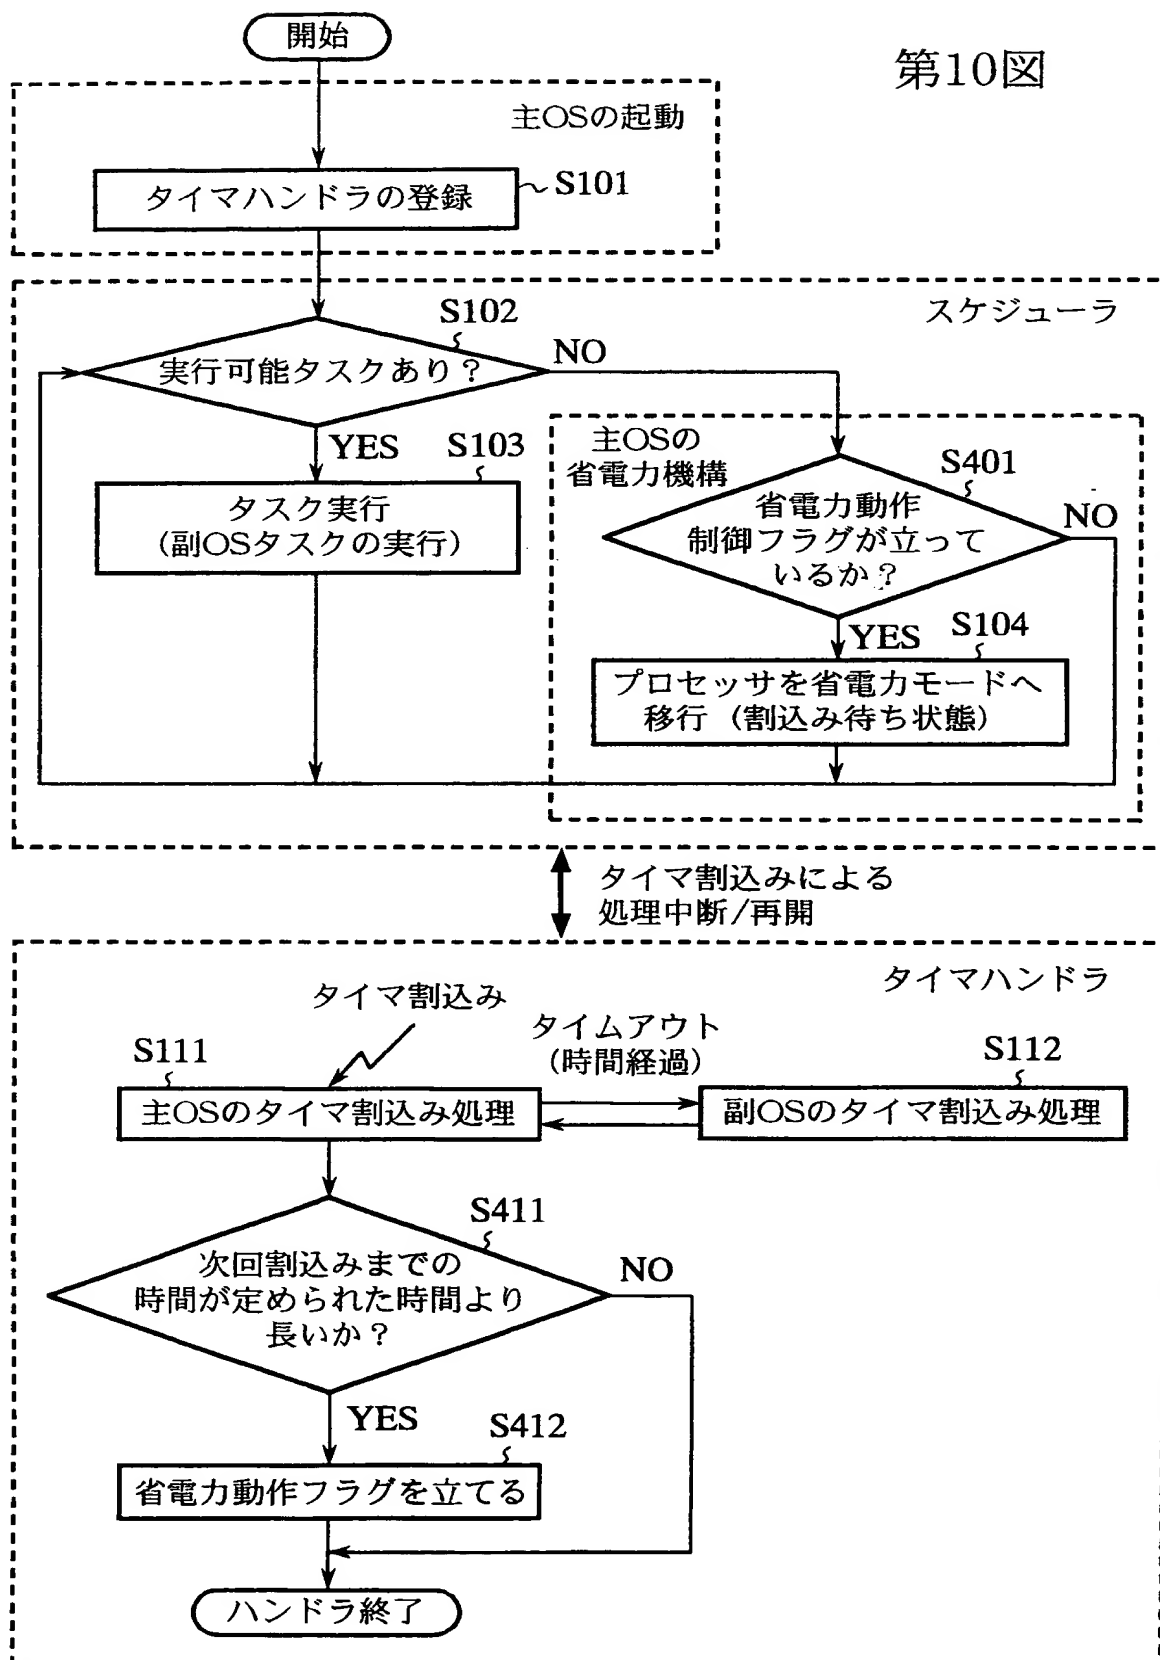 開始
第10図
主OSの起動
タイマハンドラの登録
S101
スケジューラ
S102
実行可能タスクあり?
NO
YES
S103
タスク実行
(副OSタスクの実行)
主OSの
省電力機構
S401
省電力動作
制御フラグが立って
いるか?
NO
YES
S104
プロセッサを省電力モードへ
移行(割込み待ち状態)
タイマ割込みによる
処理中断/再開
タイマハンドラ
タイマ割込み
タイムアウト
(時間経過)
S111
主OSのタイマ割込み処理
S112
副OSのタイマ割込み処理
S411
次回割込みまでの
時間が定められた時間より
長いか?
NO
YES
S412
省電力動作フラグを立てる
ハンドラ終了